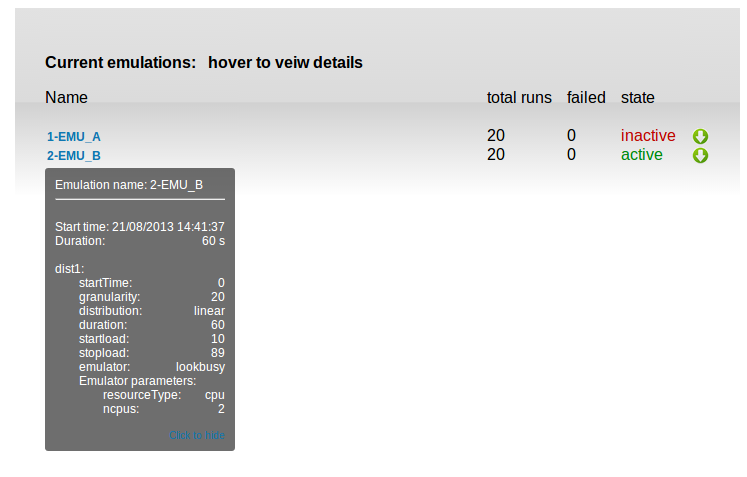 Current emulations: hover to veiw details
Name total runs failed state
1-EMU_A 20 0 inactive
2-EMU_B 20 0 active
Emulation name: 2-EMU_B
Start time: 21/08/2013 14:41:37
Duration: 60 s
dist1:
startTime: 0
granularity: 20
distribution: linear
duration: 60
startload: 10
stopload: 89
emulator: lookbusy
Emulator parameters:
resourceType: cpu
ncpus: 2
Click to hide